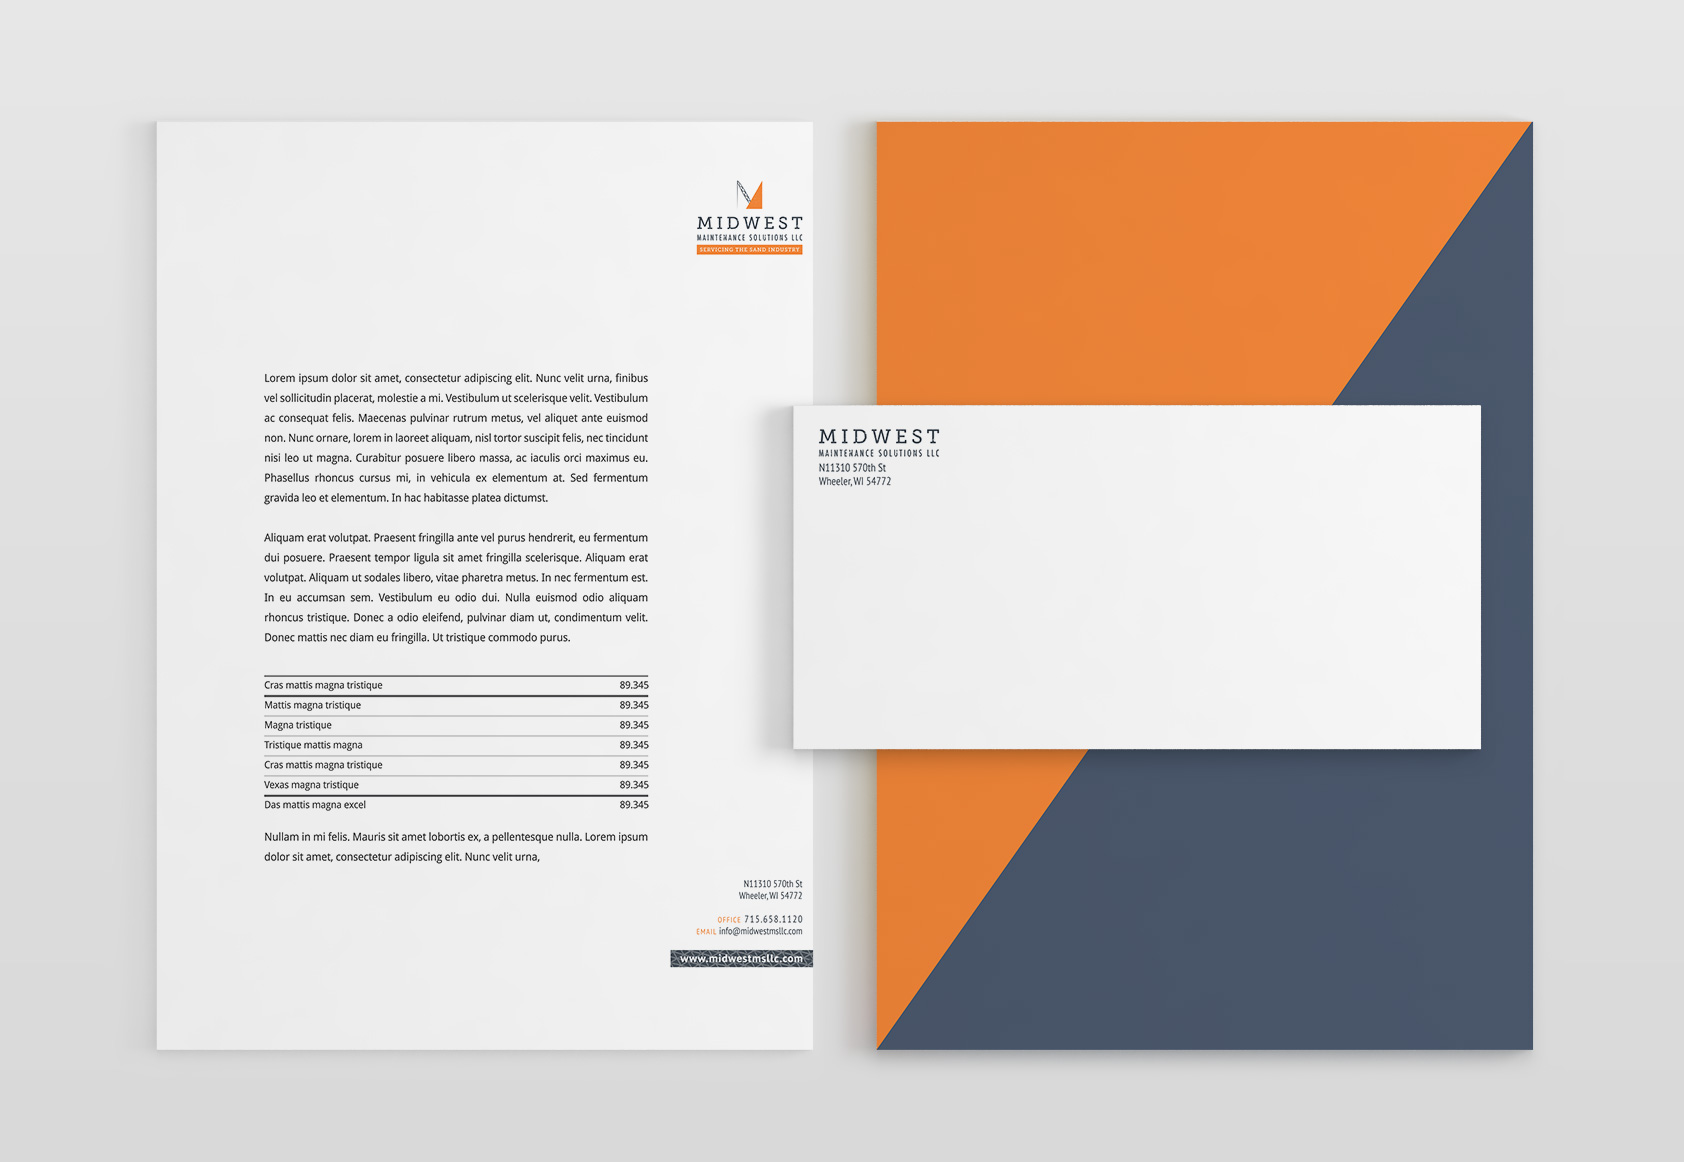 MIDWEST
MAINTENANCE SOLUTIONS LLC
SERVICING THE SAND INDUSTRY
Lorem ipsum dolor sit amet, consectetur adipiscing elit. Nunc velit urna, finibus
vel sollicitudin placerat, molestie a mi. Vestibulum ut scelerisque velit. Vestibulum
ac consequat felis. Maecenas pulvinar rutrum metus, vel aliquet ante euismod
non. Nunc ornare, lorem in laoreet aliquam, nisl tortor suscipit felis, nec tincidunt
nisi leo ut magna. Curabitur posuere libero massa, ac iaculis orci maximus eu.
Phasellus rhoncus cursus mi, in vehicula ex elementum at. Sed fermentum
gravida leo et elementum. In hac habitasse platea dictumst.
Aliquam erat volutpat. Praesent fringilla ante vel purus hendrerit, eu fermentum
dui posuere. Praesent tempor ligula sit amet fringilla scelerisque. Aliquam erat
volutpat. Aliquam ut sodales libero, vitae pharetra metus. In nec fermentum est.
In eu accumsan sem. Vestibulum eu odio dui. Nulla euismod odio aliquam
rhoncus tristique. Donec a odio eleifend, pulvinar diam ut, condimentum velit.
Donec mattis nec diam eu fringilla. Ut tristique commodo purus.
Cras mattis magna tristique 89.345
Mattis magna tristique 89.345
Magna tristique 89.345
Tristique mattis magna 89.345
Cras mattis magna tristique 89.345
Vexas magna tristique 89.345
Das mattis magna excel 89.345
Nullam in mi felis. Mauris sit amet lobortis ex, a pellentesque nulla. Lorem ipsum
dolor sit amet, consectetur adipiscing elit. Nunc velit urna,
N11310 570th St
Wheeler, WI 54772
OFFICE 715.658.1120
EMAIL info@midwestmsllc.com
www.midwestmsllc.com
MIDWEST
MAINTENANCE SOLUTIONS LLC
N11310 570th St
Wheeler, WI 54772